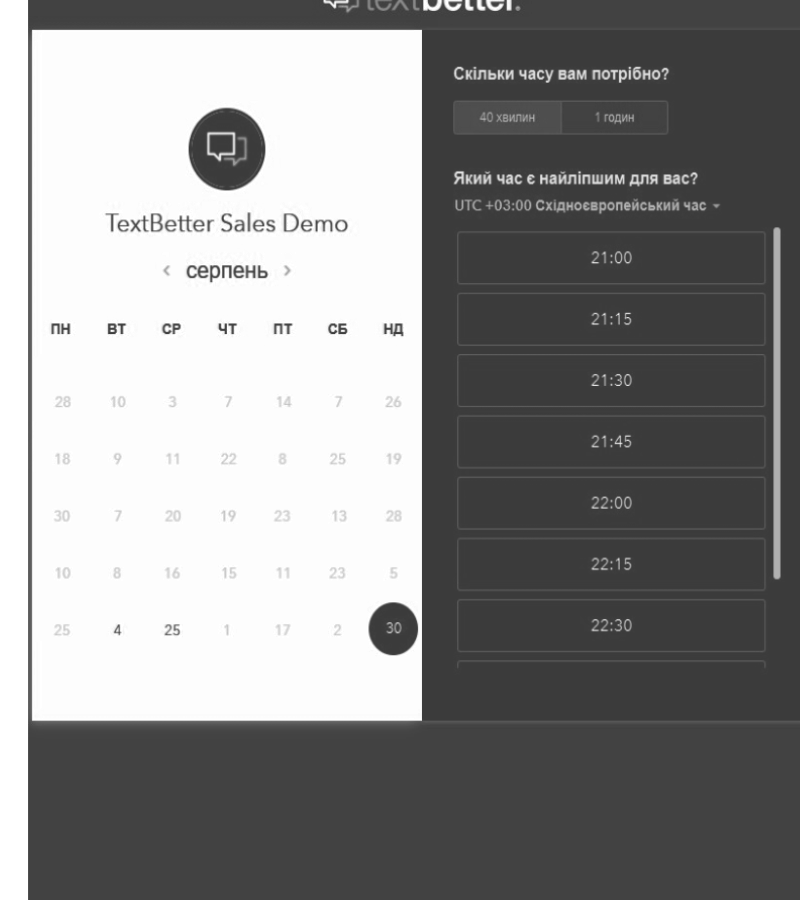 textbetter.
TextBetter Sales Demo
серпень
ПН ВТ СР ЧТ ПТ СБ НД
28 10 3 7 14 7 26
18 9 11 22 8 25 19
30 7 20 19 23 13 28
10 8 16 15 11 23 5
25 4 25 1 17 2 30
Скільки часу вам потрібно?
40 хвилин 1 годин
Який час є найліпшим для вас?
UTC +03:00 Східноєвропейський час
21:00
21:15
21:30
21:45
22:00
22:15
22:30